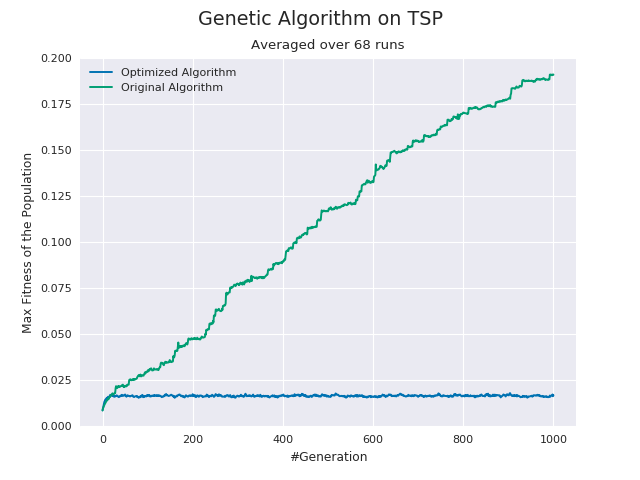 Genetic Algorithm on TSP
Averaged over 68 runs
Optimized Algorithm
Original Algorithm
Max Fitness of the Population
0.200
0.175
0.150
0.125
0.100
0.075
0.050
0.025
0.000
0 200 400 600 800 1000
#Generation